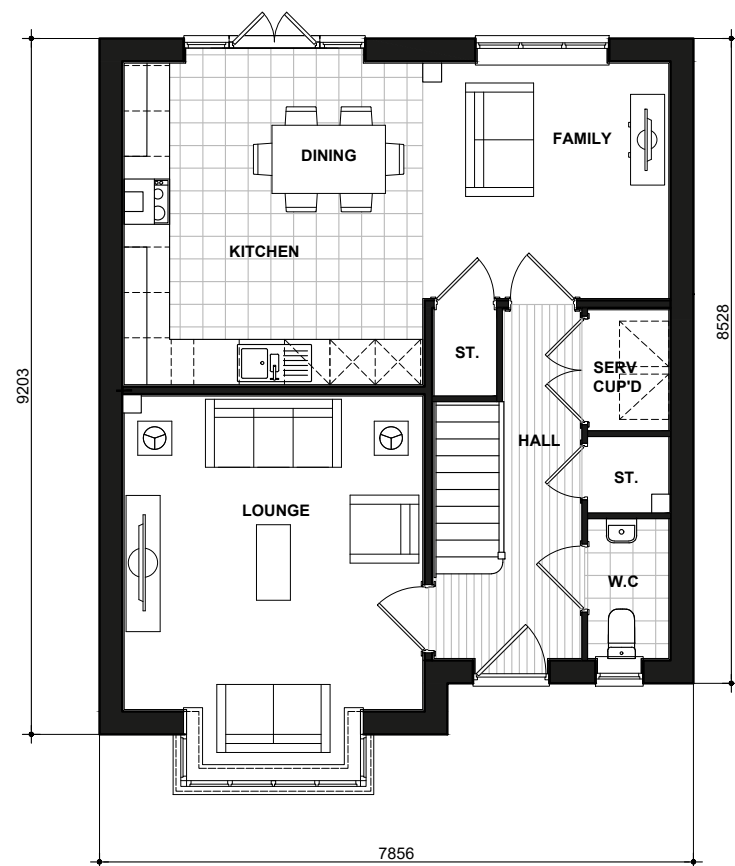 DINING
FAMILY
KITCHEN
8528
9203
ST.
SERV
CUP'D
HALL
ST.
LOUNGE
W.C
7856